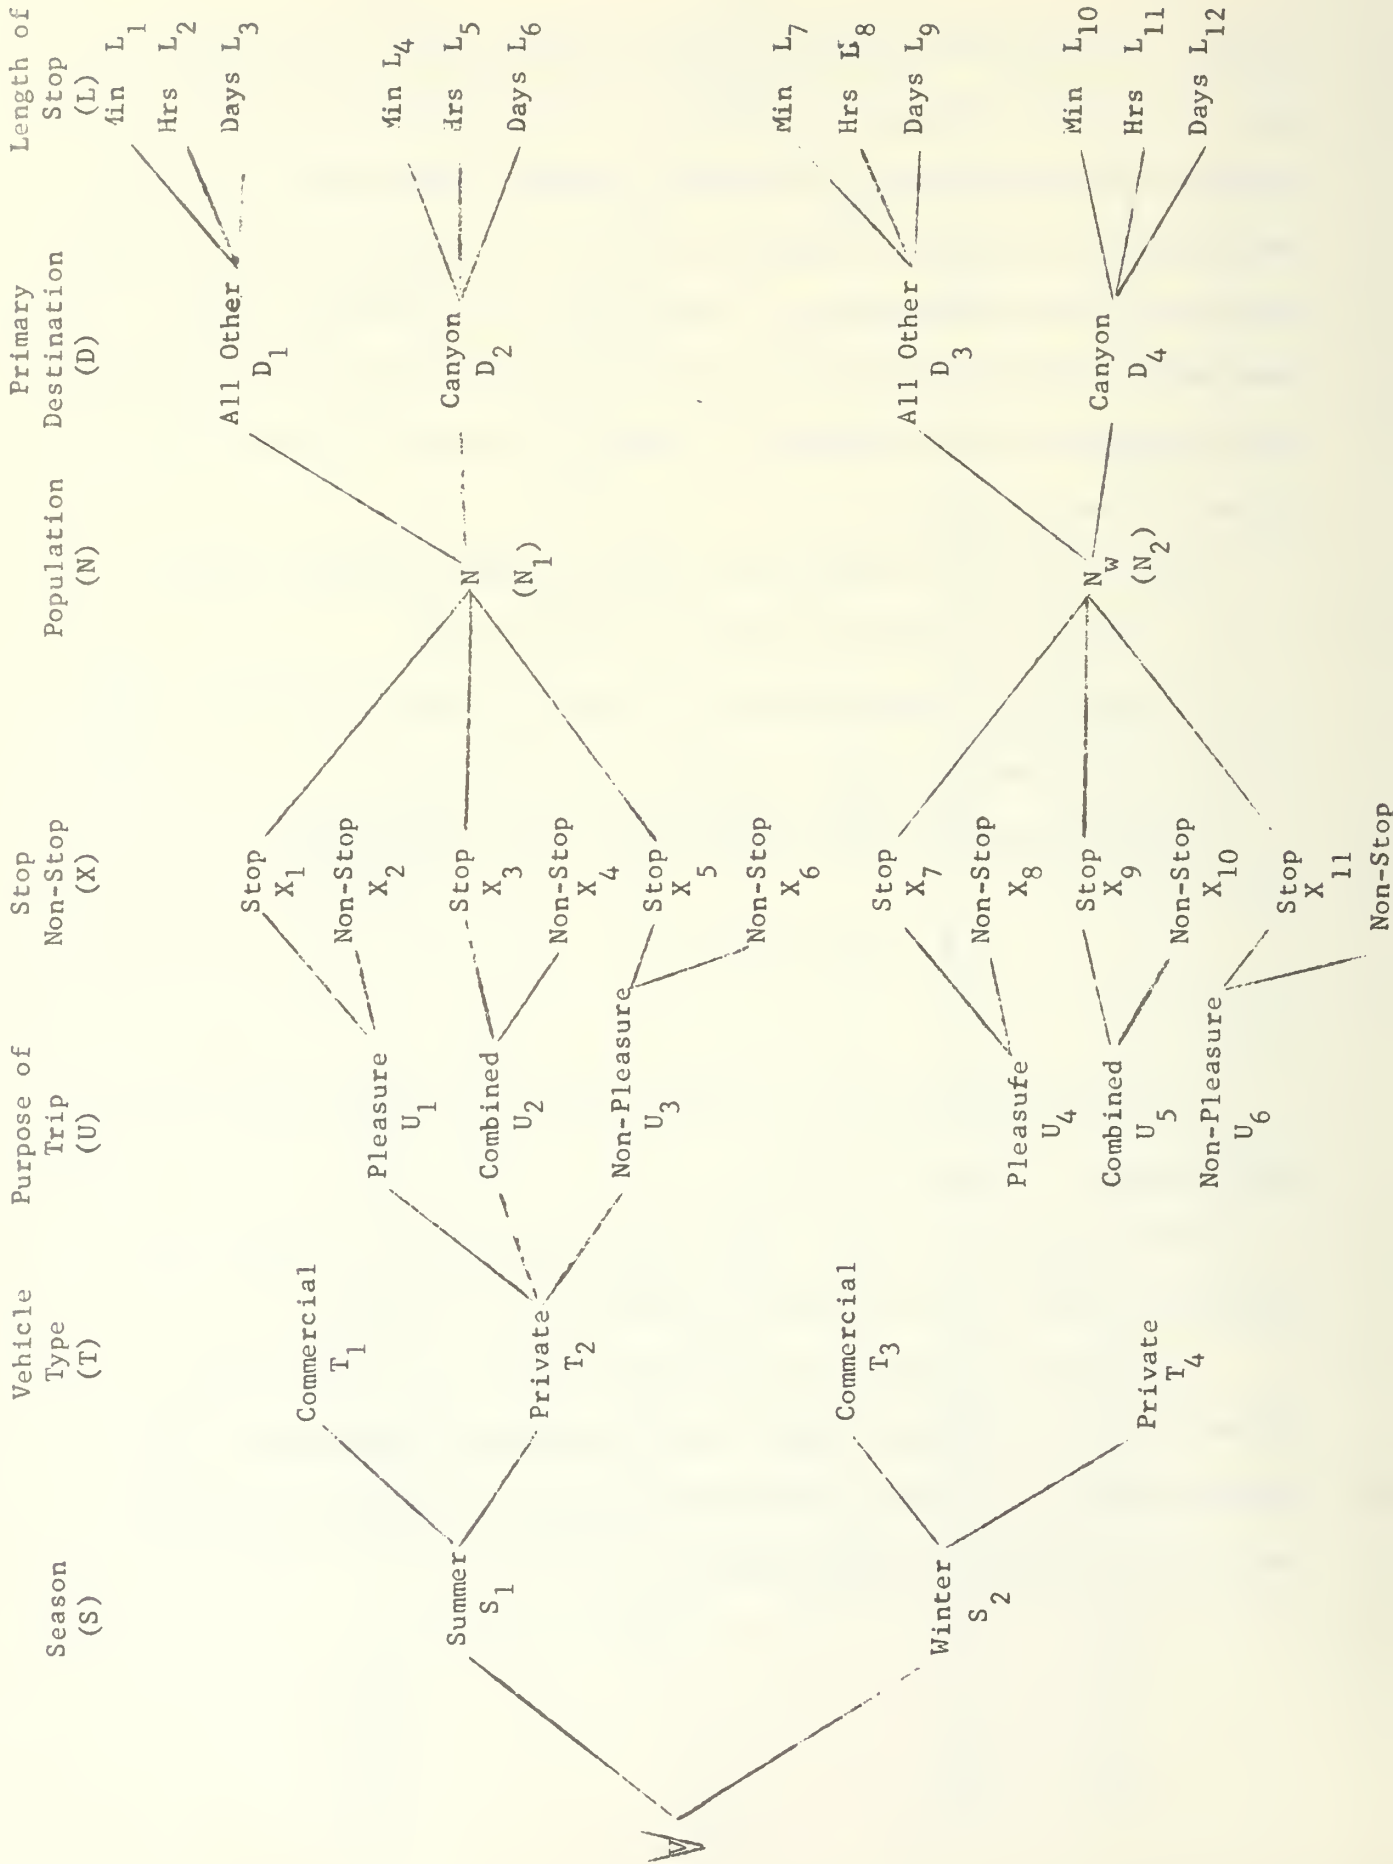 Season
(S)
Vehicle
Type
(T)
Purpose of
Trip
(U)
Stop
Non-Stop
(X)
Population
(N)
Primary
Destination
(D)
Length of
Stop
(L)
V
Summer
S1
Winter
S2
Commercial
T1
Private
T2
Commercial
T3
Private
T4
Pleasure
U1
Combined
U2
Non-Pleasure
U3
Pleasure
U4
Combined
U5
Non-Pleasure
U6
Stop
X1
Non-Stop
X2
Stop
X3
Non-Stop
X4
Stop
X5
Non-Stop
X6
Stop
X7
Non-Stop
X8
Stop
X9
Non-Stop
X10
Stop
X11
Non-Stop
N
(N1)
Nw
(N2)
All Other
D1
Canyon
D2
All Other
D3
Canyon
D4
Min L1
Hrs L2
Days L3
Min L4
Hrs L5
Days L6
Min L7
Hrs L8
Days L9
Min L10
Hrs L11
Days L12